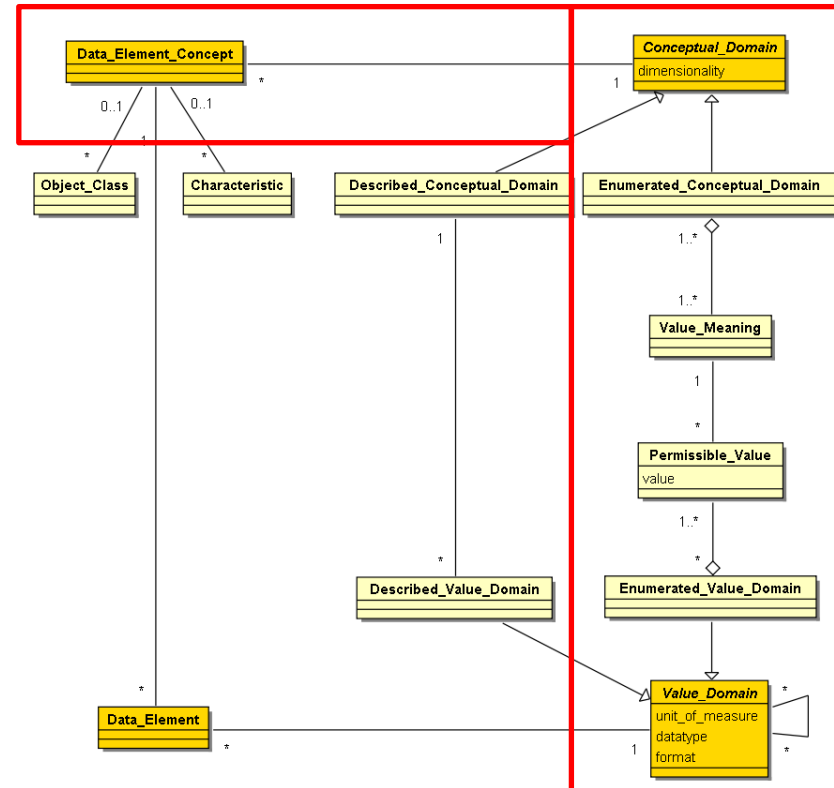 Data_Element_Concept
Conceptual_Domain
dimensionality
*
1
0..1
0..1
1
*
*
Object_Class
Characteristic
Described_Conceptual_Domain
Enumerated_Conceptual_Domain
1
1..*
1..*
Value_Meaning
1
*
Permissible_Value
value
1..*
*
*
Described_Value_Domain
Enumerated_Value_Domain
*
Data_Element
*
Value_Domain
unit_of_measure
datatype
format
1
*
*